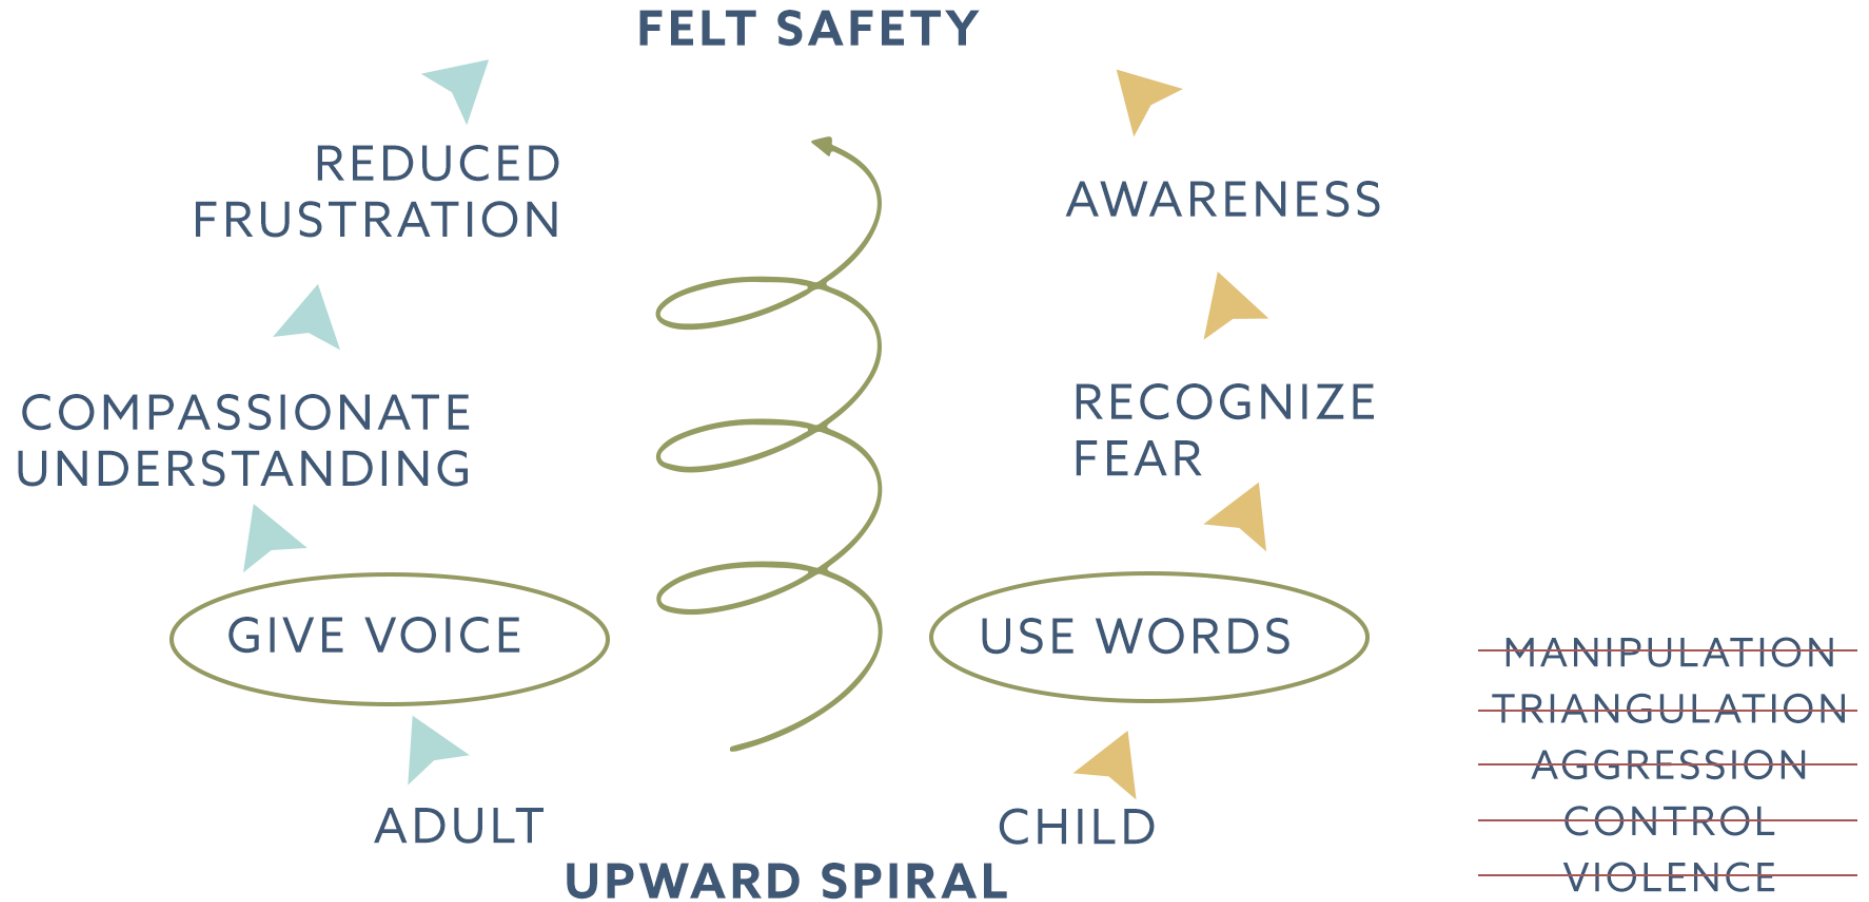 FELT SAFETY
REDUCED
FRUSTRATION
AWARENESS
COMPASSIONATE
UNDERSTANDING
RECOGNIZE
FEAR
GIVE VOICE
USE WORDS
MANIPULATION
TRIANGULATION
AGGRESSION
CONTROL
VIOLENCE
ADULT
CHILD
UPWARD SPIRAL